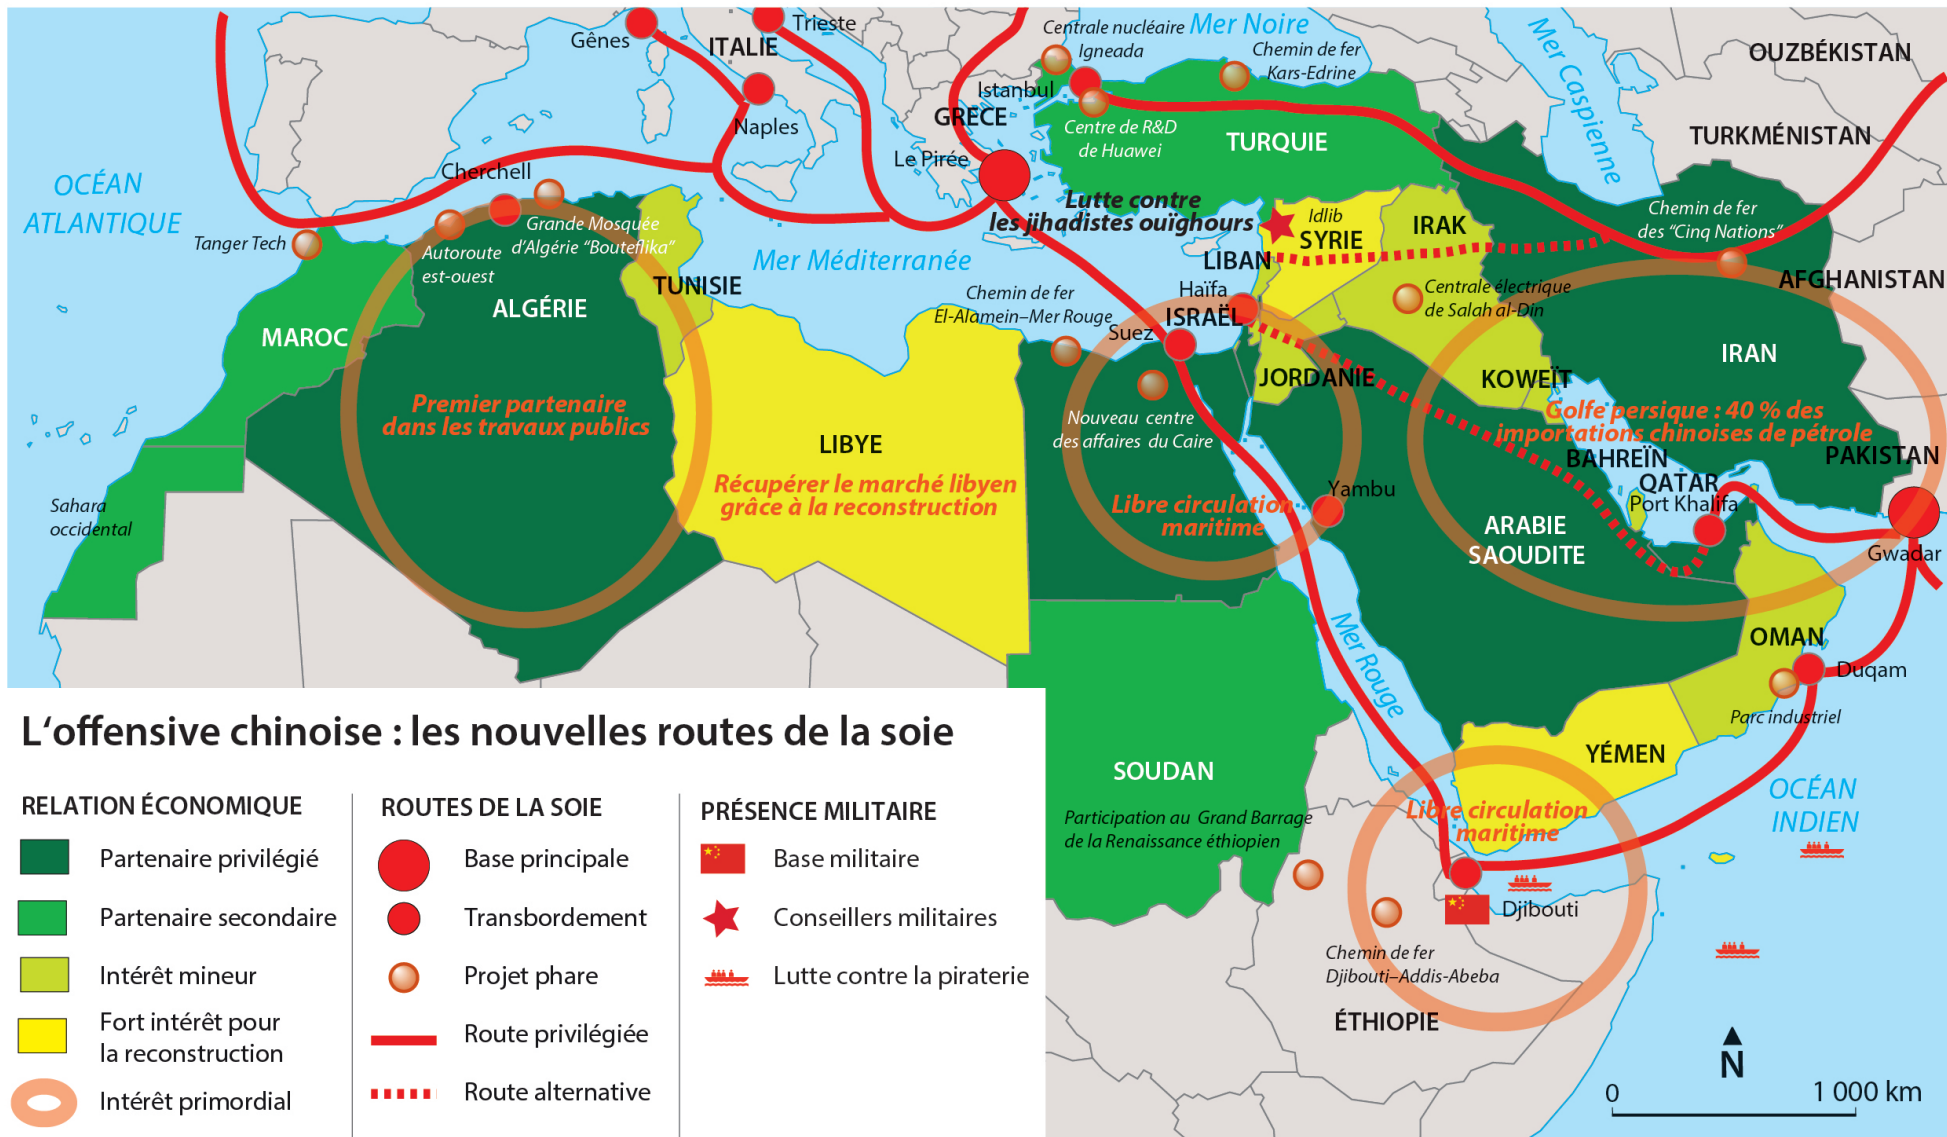 Gênes
ITALIE
Trieste
Centrale nucléaire
Igneada
Mer Noire
Chemin de fer
Kars-Edrine
Mer Caspienne
OUZBÉKISTAN
Istanbul
Naples
GRÈCE
Centre de R&D
de Huawei
TURQUIE
TURKMÉNISTAN
Le Pirée
OCÉAN
ATLANTIQUE
Cherchell
Tanger Tech
Grande Mosquée
d’Algérie “Bouteflika”
Autoroute
est-ouest
Lutte contre
les jihadistes ouïghours
Idlib
SYRIE
IRAK
Chemin de fer
des “Cinq Nations”
Mer Méditerranée
LIBAN
AFGHANISTAN
TUNISIE
ALGÉRIE
Haïfa
ISRAËL
Centrale électrique
de Salah al-Din
Chemin de fer
El-Alamein–Mer Rouge
Suez
MAROC
IRAN
JORDANIE
KOWEÏT
Premier partenaire
dans les travaux publics
Nouveau centre
des affaires du Caire
Golfe persique : 40 % des
importations chinoises de pétrole
LIBYE
BAHREÏN
PAKISTAN
Récupérer le marché libyen
grâce à la reconstruction
QATAR
Port Khalifa
Yambu
Libre circulation
maritime
Sahara
occidental
ARABIE
SAOUDITE
Gwadar
Mer Rouge
OMAN
Duqam
Parc industriel
YÉMEN
SOUDAN
Participation au Grand Barrage
de la Renaissance éthiopien
Libre circulation
maritime
OCÉAN
INDIEN
Djibouti
Chemin de fer
Djibouti–Addis-Abeba
ÉTHIOPIE
N
0 1 000 km
L‘offensive chinoise : les nouvelles routes de la soie
RELATION ÉCONOMIQUE
Partenaire privilégié
Partenaire secondaire
Intérêt mineur
Fort intérêt pour
la reconstruction
Intérêt primordial
ROUTES DE LA SOIE
Base principale
Transbordement
Projet phare
Route privilégiée
Route alternative
PRÉSENCE MILITAIRE
Base militaire
Conseillers militaires
Lutte contre la piraterie